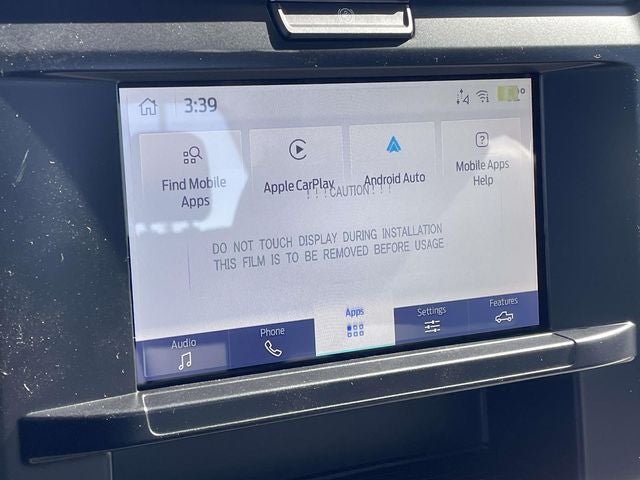 3:39
Find Mobile
Apps
Apple CarPlay
Android Auto
Mobile Apps
Help
!!!CAUTION!!!
DO NOT TOUCH DISPLAY DURING INSTALLATION
THIS FILM IS TO BE REMOVED BEFORE USAGE
Audio
Phone
Apps
Settings
Features